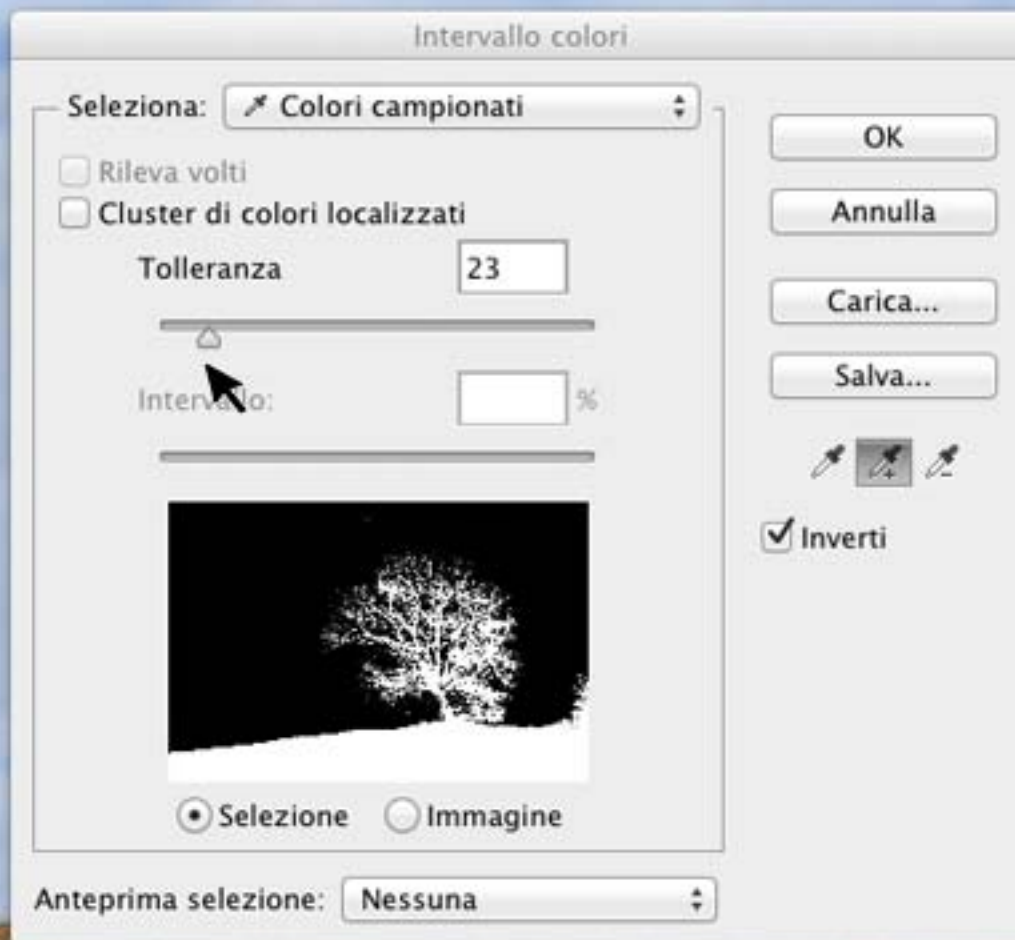 Intervallo colori
Seleziona: Colori campionati
Rileva volti
Cluster di colori localizzati
Tolleranza 23
Intervallo: %
Selezione Immagine
Anteprima selezione: Nessuna
OK
Annulla
Carica...
Salva...
Inverti